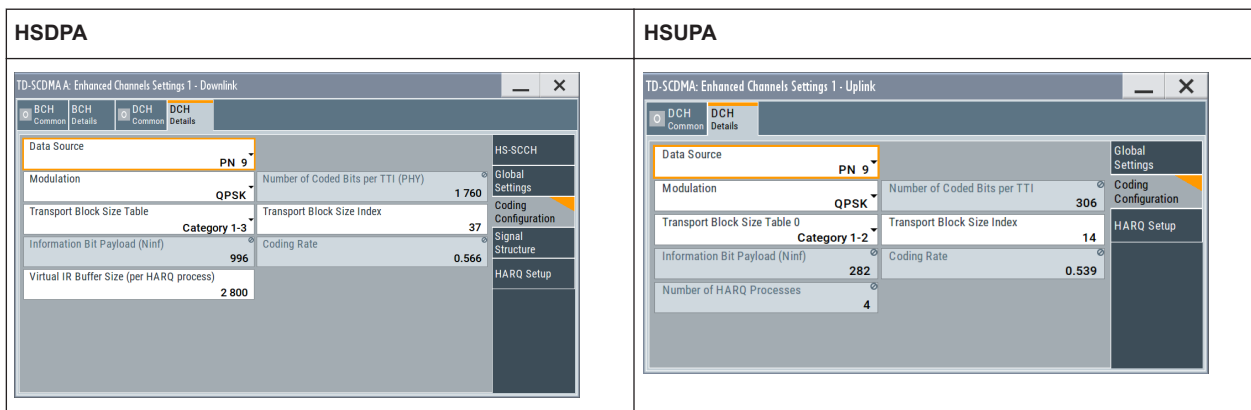 HSDPA
HSUPA
TD-SCDMA A: Enhanced Channels Settings 1 - Downlink
BCH
Common
BCH
Details
DCH
Common
DCH
Details
Data Source
PN 9
Modulation
QPSK
Number of Coded Bits per TTI (PHY)
1 760
Transport Block Size Table
Category 1-3
Transport Block Size Index
37
Information Bit Payload (Ninf)
996
Coding Rate
0.566
Virtual IR Buffer Size (per HARQ process)
2 800
HS-SCCH
Global
Settings
Coding
Configuration
Signal
Structure
HARQ Setup
TD-SCDMA: Enhanced Channels Settings 1 - Uplink
DCH
Common
DCH
Details
Data Source
PN 9
Modulation
QPSK
Number of Coded Bits per TTI
306
Transport Block Size Table 0
Category 1-2
Transport Block Size Index
14
Information Bit Payload (Ninf)
282
Coding Rate
0.539
Number of HARQ Processes
4
Global
Settings
Coding
Configuration
HARQ Setup